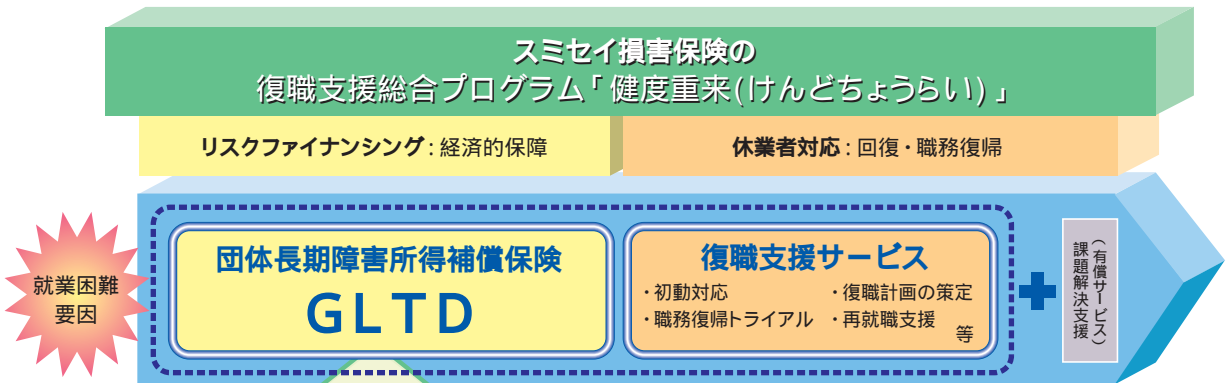 スミセイ損害保険の
復職支援総合プログラム「健度重来(けんどちょうらい)」
リスクファイナンシング:経済的保障
休業者対応:回復・職務復帰
就業困難
要因
団体長期障害所得補償保険
GLTD
復職支援サービス
・初動対応 ・復職計画の策定
・職務復帰トライアル ・再就職支援
等
+
(有償サービス)
課題解決支援